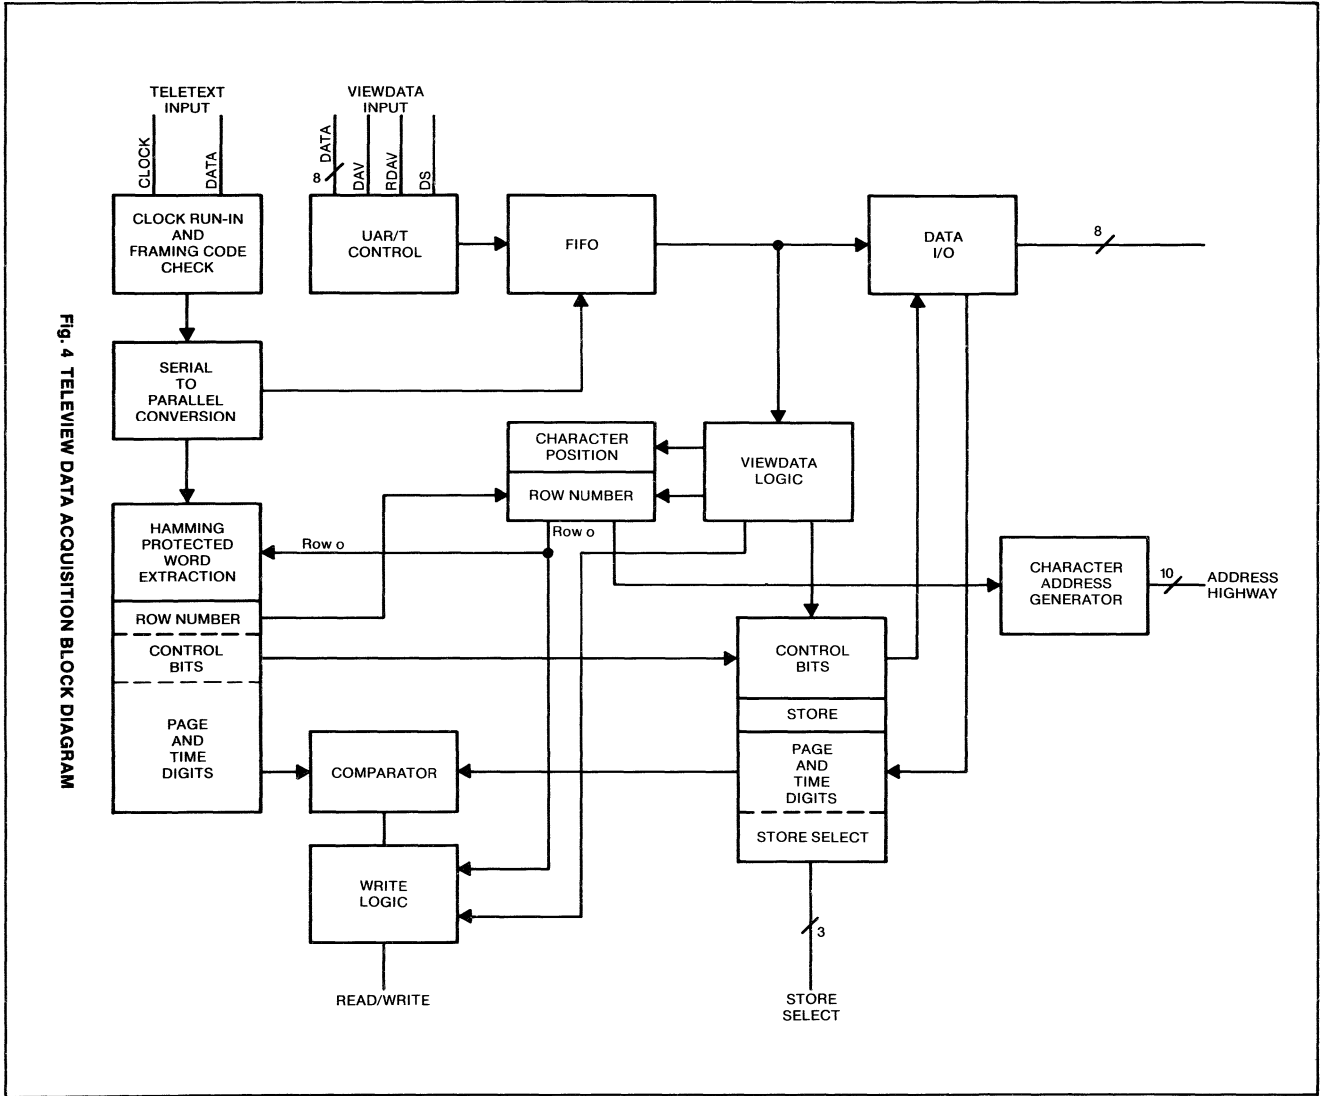 TELETEXT
INPUT
VIEWDATA
INPUT
CLOCK
DATA
8
DATA
DAV
RDAV
DS
CLOCK RUN-IN
AND
FRAMING CODE
CHECK
UAR/T
CONTROL
FIFO
DATA
I/O
8
SERIAL
TO
PARALLEL
CONVERSION
CHARACTER
POSITION
ROW NUMBER
VIEWDATA
LOGIC
HAMMING
PROTECTED
WORD
EXTRACTION
Row o
Row o
CHARACTER
ADDRESS
GENERATOR
10
ADDRESS
HIGHWAY
ROW NUMBER
CONTROL
BITS
PAGE
AND
TIME
DIGITS
CONTROL
BITS
STORE
PAGE
AND
TIME
DIGITS
STORE SELECT
COMPARATOR
WRITE
LOGIC
READ/WRITE
3
STORE
SELECT
Fig. 4 TELEVIEW DATA ACQUISITION BLOCK DIAGRAM